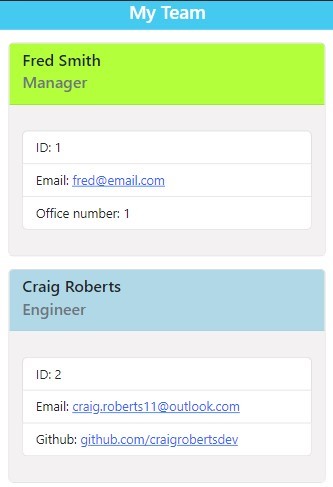 My Team
Fred Smith
Manager
ID: 1
Email: fred@email.com
Office number: 1
Craig Roberts
Engineer
ID: 2
Email: craig.roberts11@outlook.com
Github: github.com/craigrobertsdev